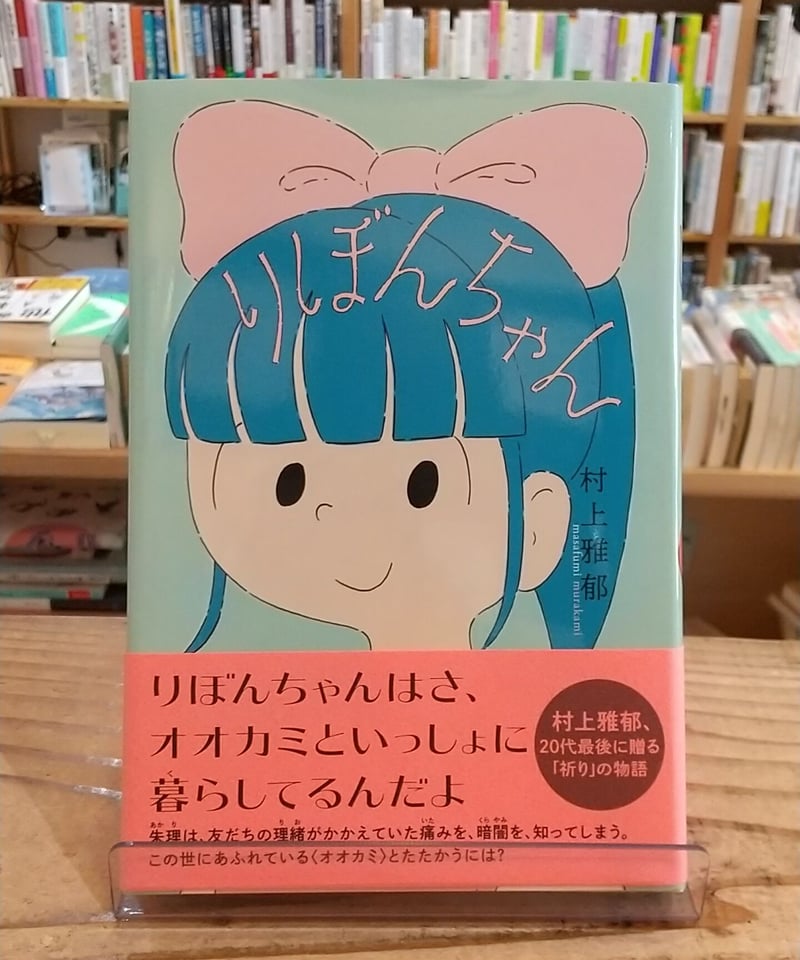 りぼんちゃん
村上雅郁
masafumi murakami
りぼんちゃんはさ、
オオカミといっしょに
暮らしてるんだよ
村上雅郁、
20代最後に贈る
「祈り」の物語
朱理は、友だちの理緒がかかえていた痛みを、暗闇を、知ってしまう。
この世にあふれている〈オオカミ〉とたたかうには?